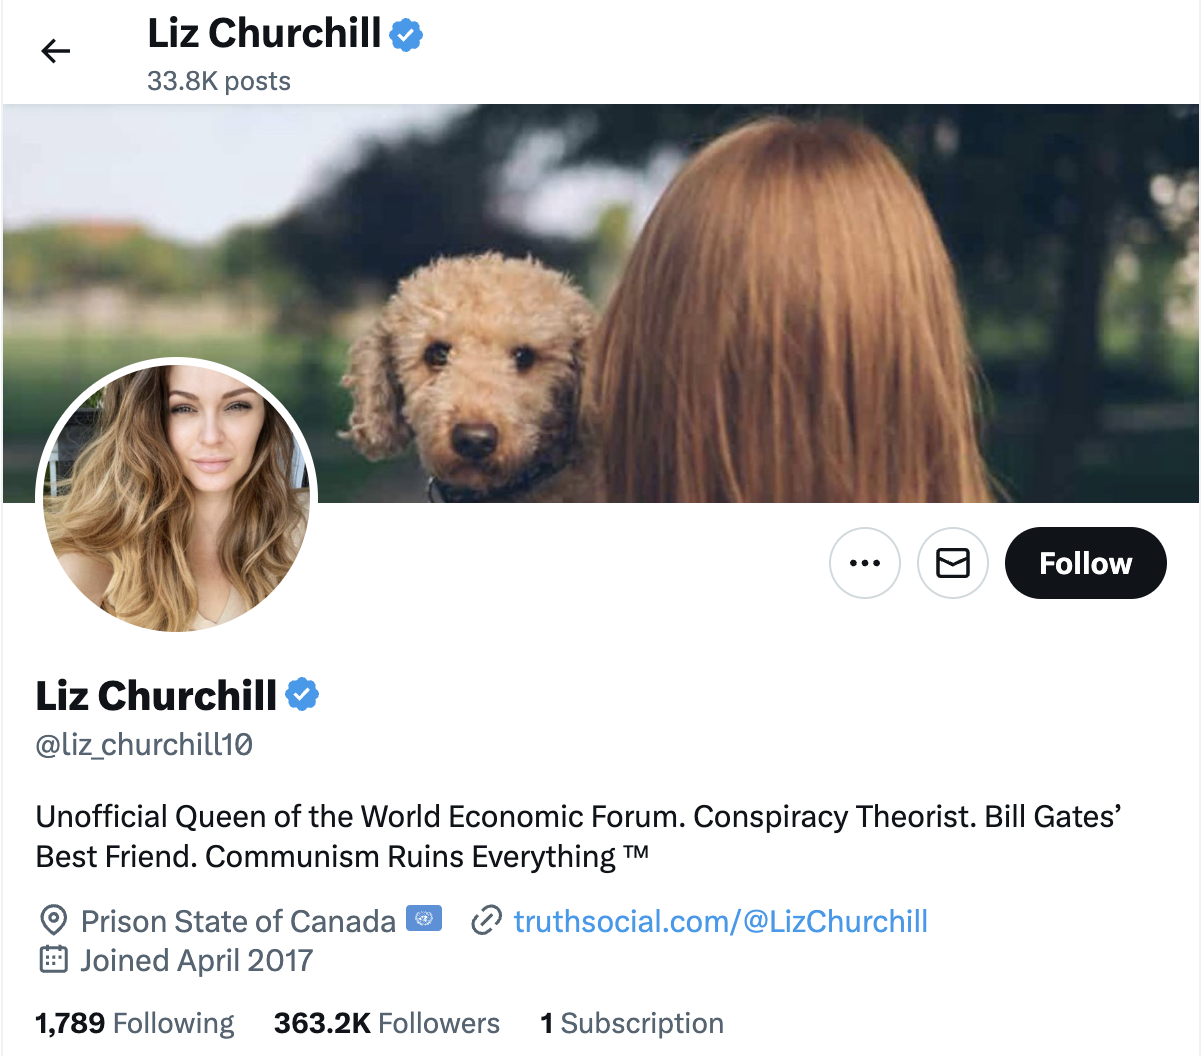 Liz Churchill
33.8K posts
Follow
Liz Churchill
@liz_churchill10
Unofficial Queen of the World Economic Forum. Conspiracy Theorist. Bill Gates’
Best Friend. Communism Ruins Everything ™
Prison State of Canada truthsocial.com/@LizChurchill
Joined April 2017
1,789 Following 363.2K Followers 1 Subscription